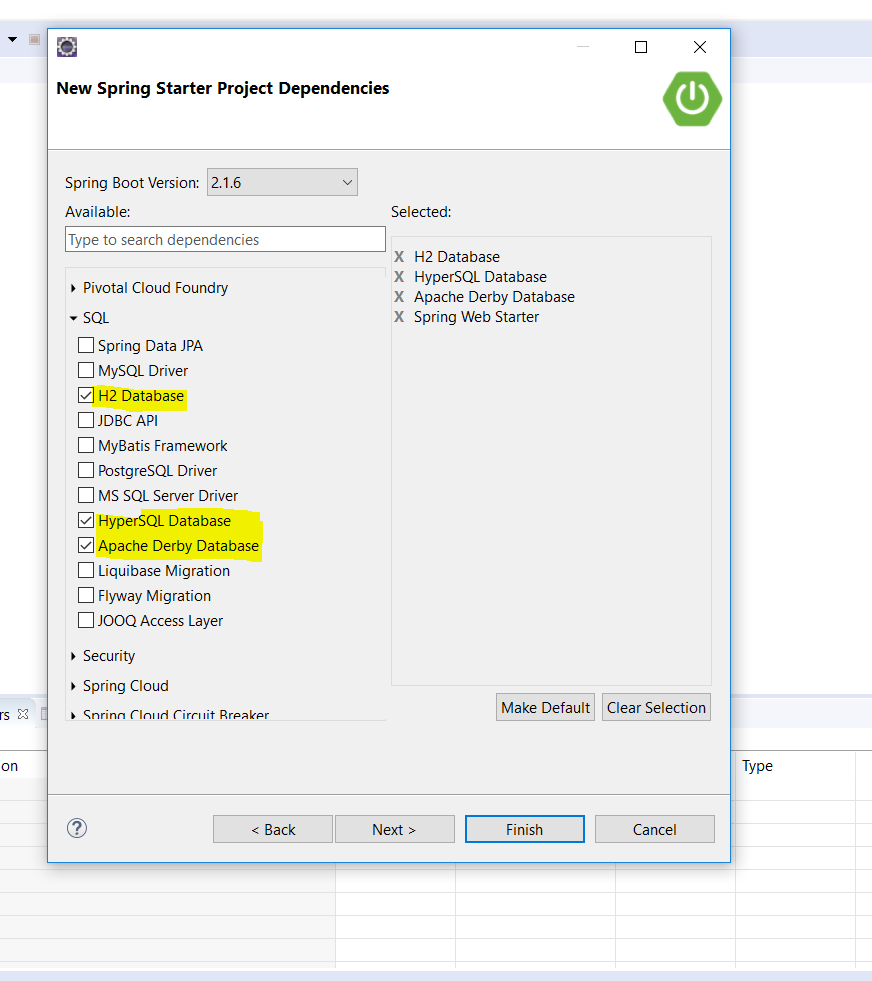 New Spring Starter Project Dependencies
Spring Boot Version: 2.1.6
Available:
Selected:
Type to search dependencies
Pivotal Cloud Foundry
SQL
Spring Data JPA
MySQL Driver
H2 Database
JDBC API
MyBatis Framework
PostgreSQL Driver
MS SQL Server Driver
HyperSQL Database
Apache Derby Database
Liquibase Migration
Flyway Migration
JOOQ Access Layer
Security
Spring Cloud
Spring Cloud Circuit Breaker
X H2 Database
X HyperSQL Database
X Apache Derby Database
X Spring Web Starter
Make Default
Clear Selection
rs
on
Type
?
< Back
Next >
Finish
Cancel